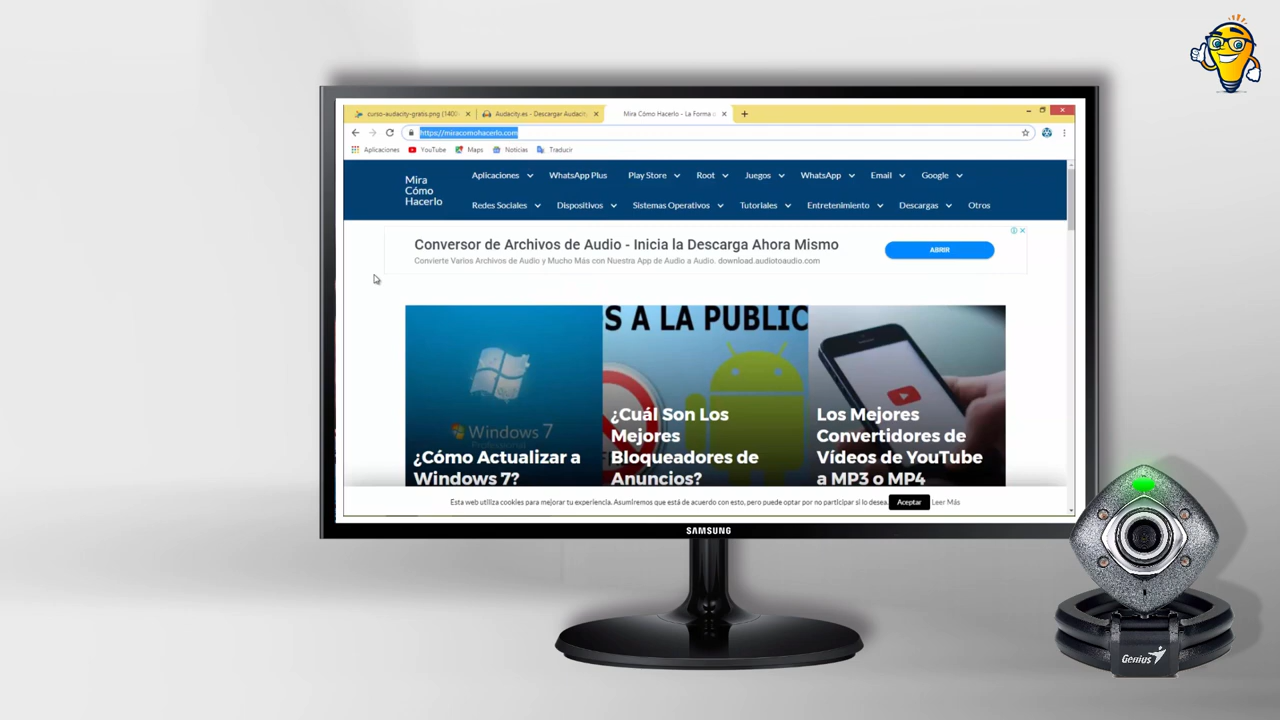 curso-audacity-gratis.png (1400
Audacity.es - Descargar Audacit
Mira Cómo Hacerlo - La Forma
https://miracomohacerlo.com
Aplicaciones YouTube Maps Noticias Traducir
Mira
Cómo
Hacerlo
Aplicaciones WhatsApp Plus Play Store Root Juegos WhatsApp Email Google
Redes Sociales Dispositivos Sistemas Operativos Tutoriales Entretenimiento Descargas Otros
Conversor de Archivos de Audio - Inicia la Descarga Ahora Mismo
Convierte Varios Archivos de Audio y Mucho Más con Nuestra App de Audio a Audio. download.audiotoaudio.com
ABRIR
Windows 7
Professional
¿Cómo Actualizar a
Windows 7?
S A LA PUBLIC
¿Cuál Son Los
Mejores
Bloqueadores de
Anuncios?
Los Mejores
Convertidores de
Vídeos de YouTube
a MP3 o MP4
Esta web utiliza cookies para mejorar tu experiencia. Asumiremos que está de acuerdo con esto, pero puede optar por no participar si lo desea.
Aceptar
Leer Más
SAMSUNG
Genius